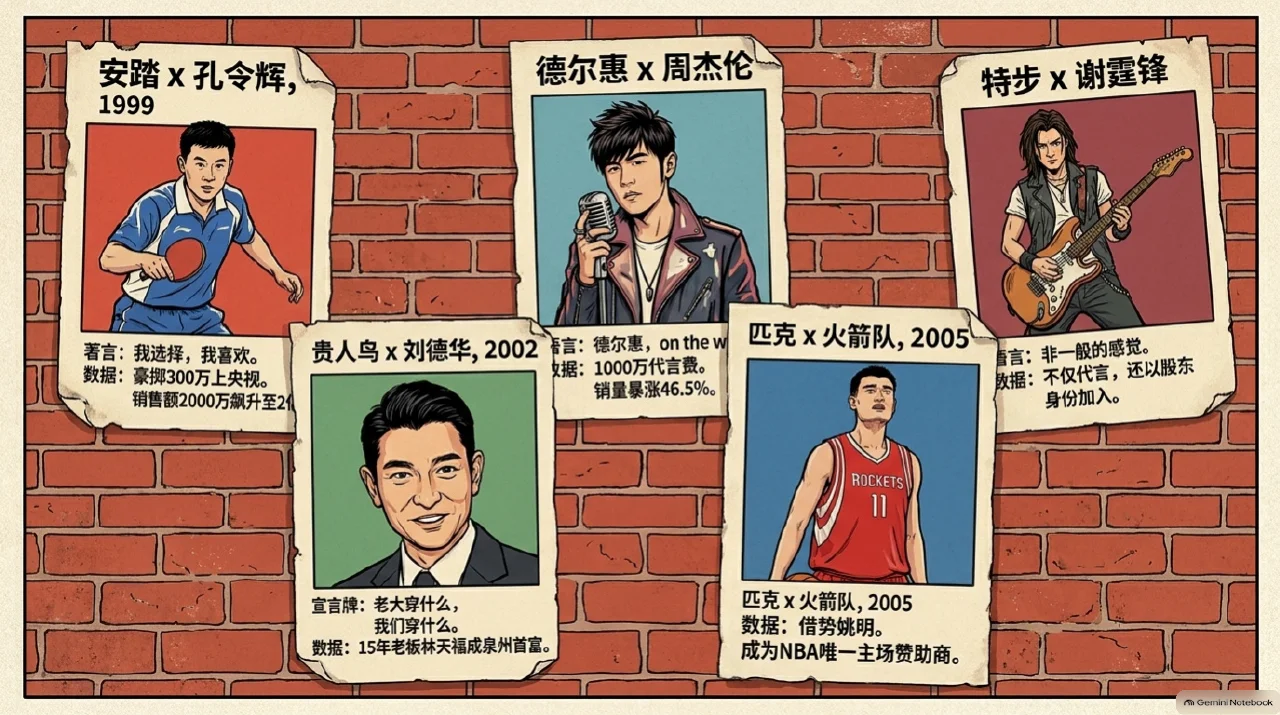 安踏 x 孔令辉,
1999
著言：我选择，我喜欢。
数据：豪掷300万上央视。
销售额2000万飙升至2
德尔惠 x 周杰伦
言：德尔惠，on the w
据：1000万代言费。
销量暴涨46.5%。
特步 x 谢霆锋
言：非一般的感觉。
数据：不仅代言，还以股东
身份加入。
贵人鸟 x 刘德华, 2002
宣言牌：老大穿什么，
我们穿什么。
数据：15年老板林天福成泉州首富。
匹克 x 火箭队, 2005
ROCKETS
11
匹克 x 火箭队, 2005
数据：借势姚明。
成为NBA唯一主场赞助商。
Gemini Notebook